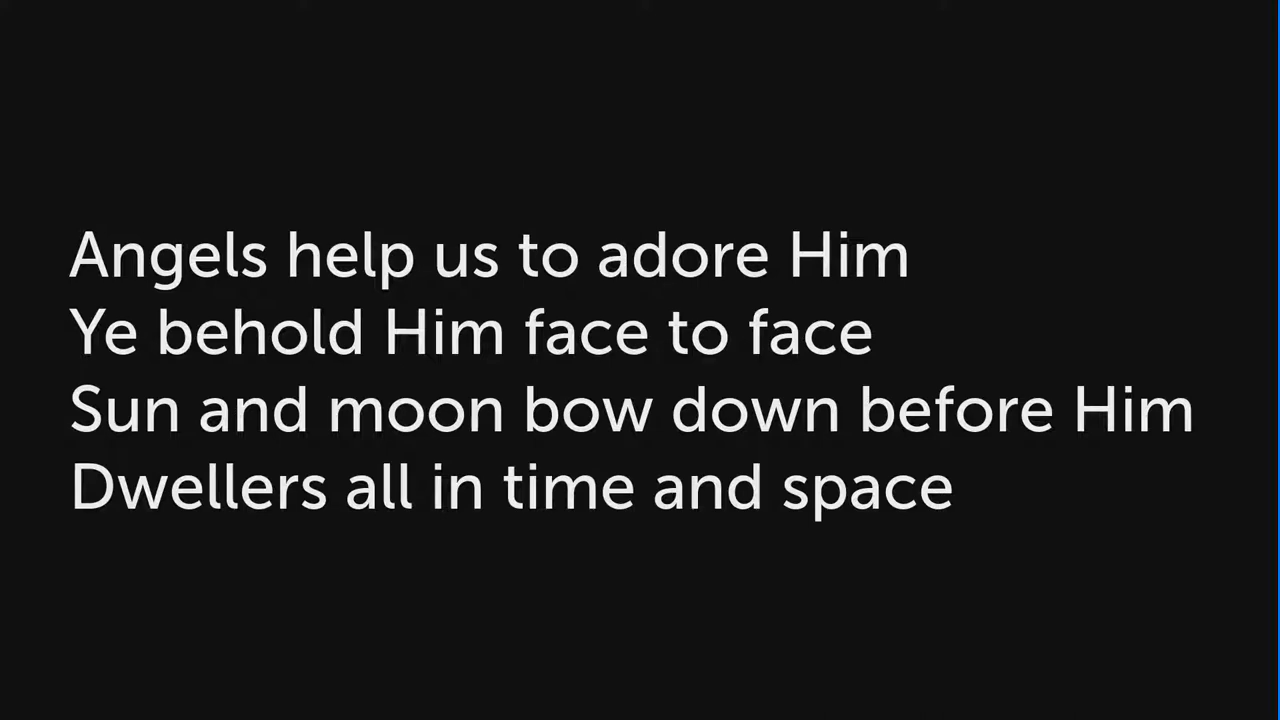 Angels help us to adore Him
Ye behold Him face to face
Sun and moon bow down before Him
Dwellers all in time and space